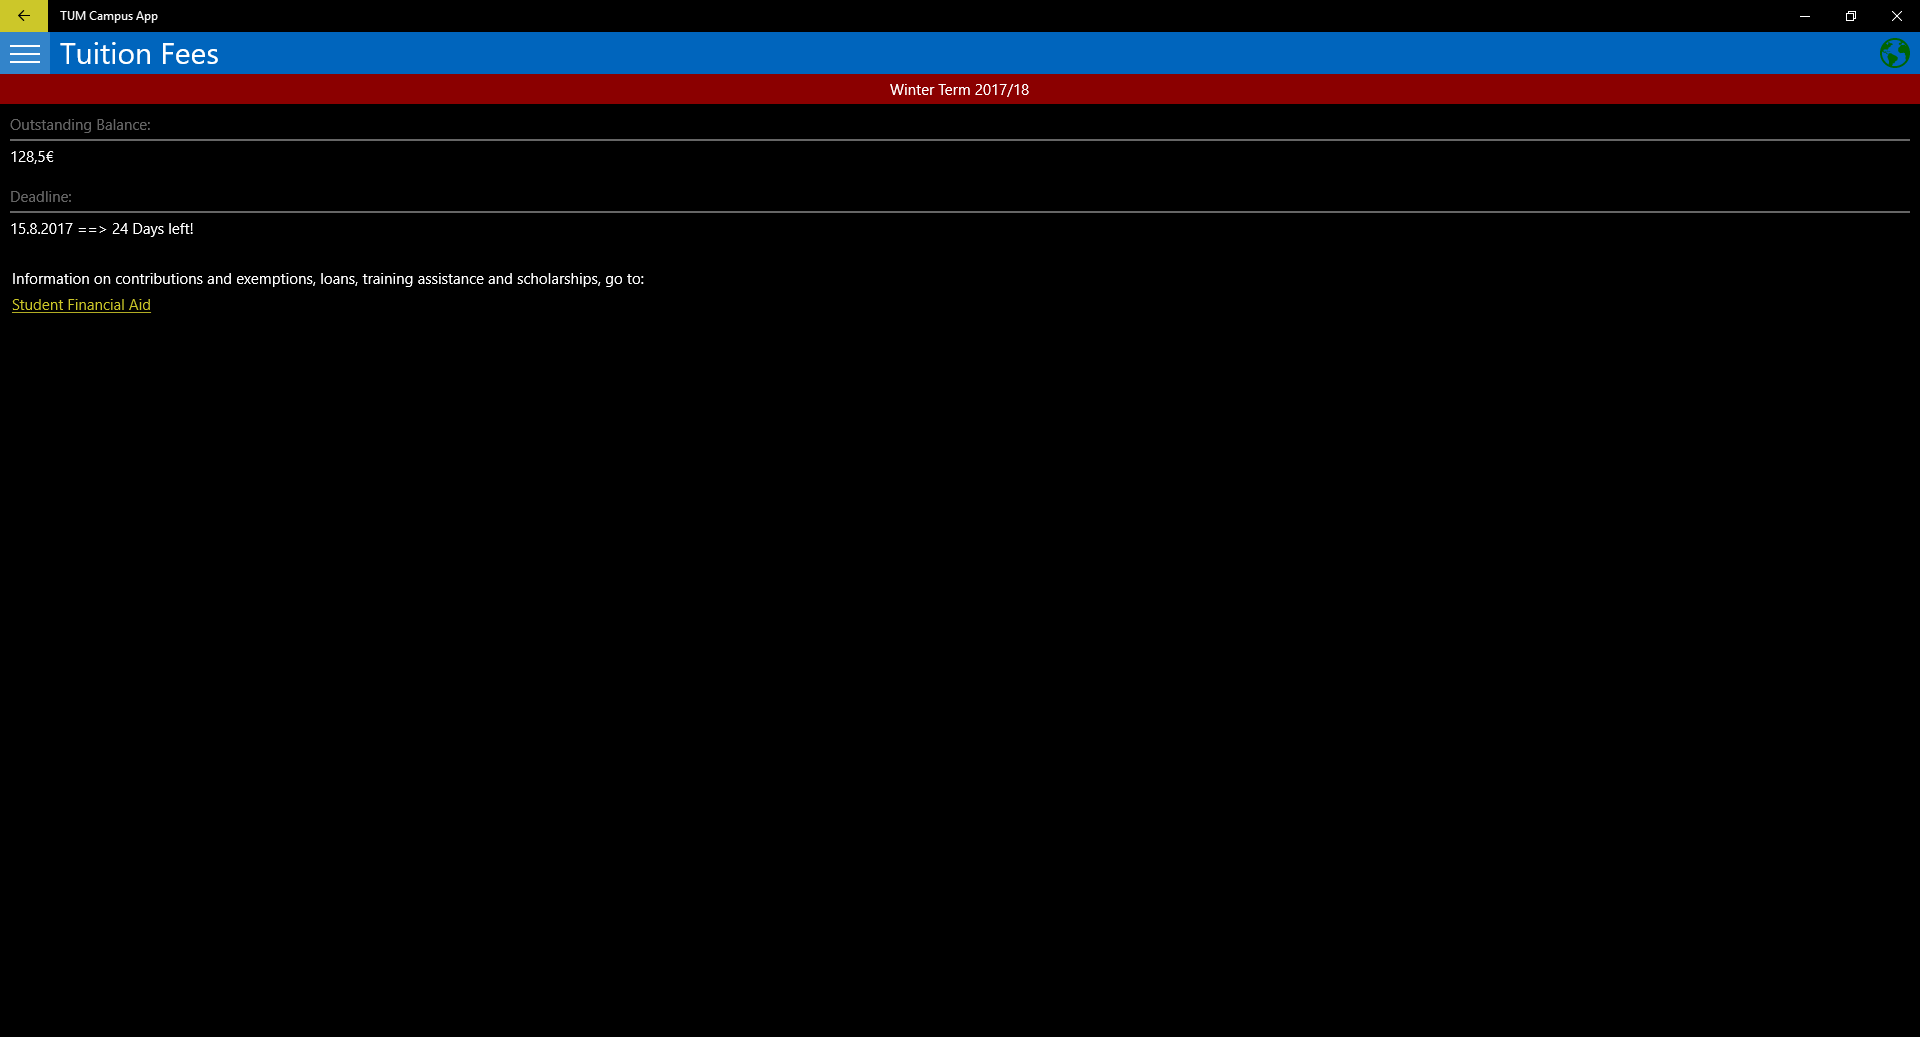 TUM Campus App
Tuition Fees
Winter Term 2017/18
Outstanding Balance:
128,5€
Deadline:
15.8.2017 ==> 24 Days left!
Information on contributions and exemptions, loans, training assistance and scholarships, go to:
Student Financial Aid